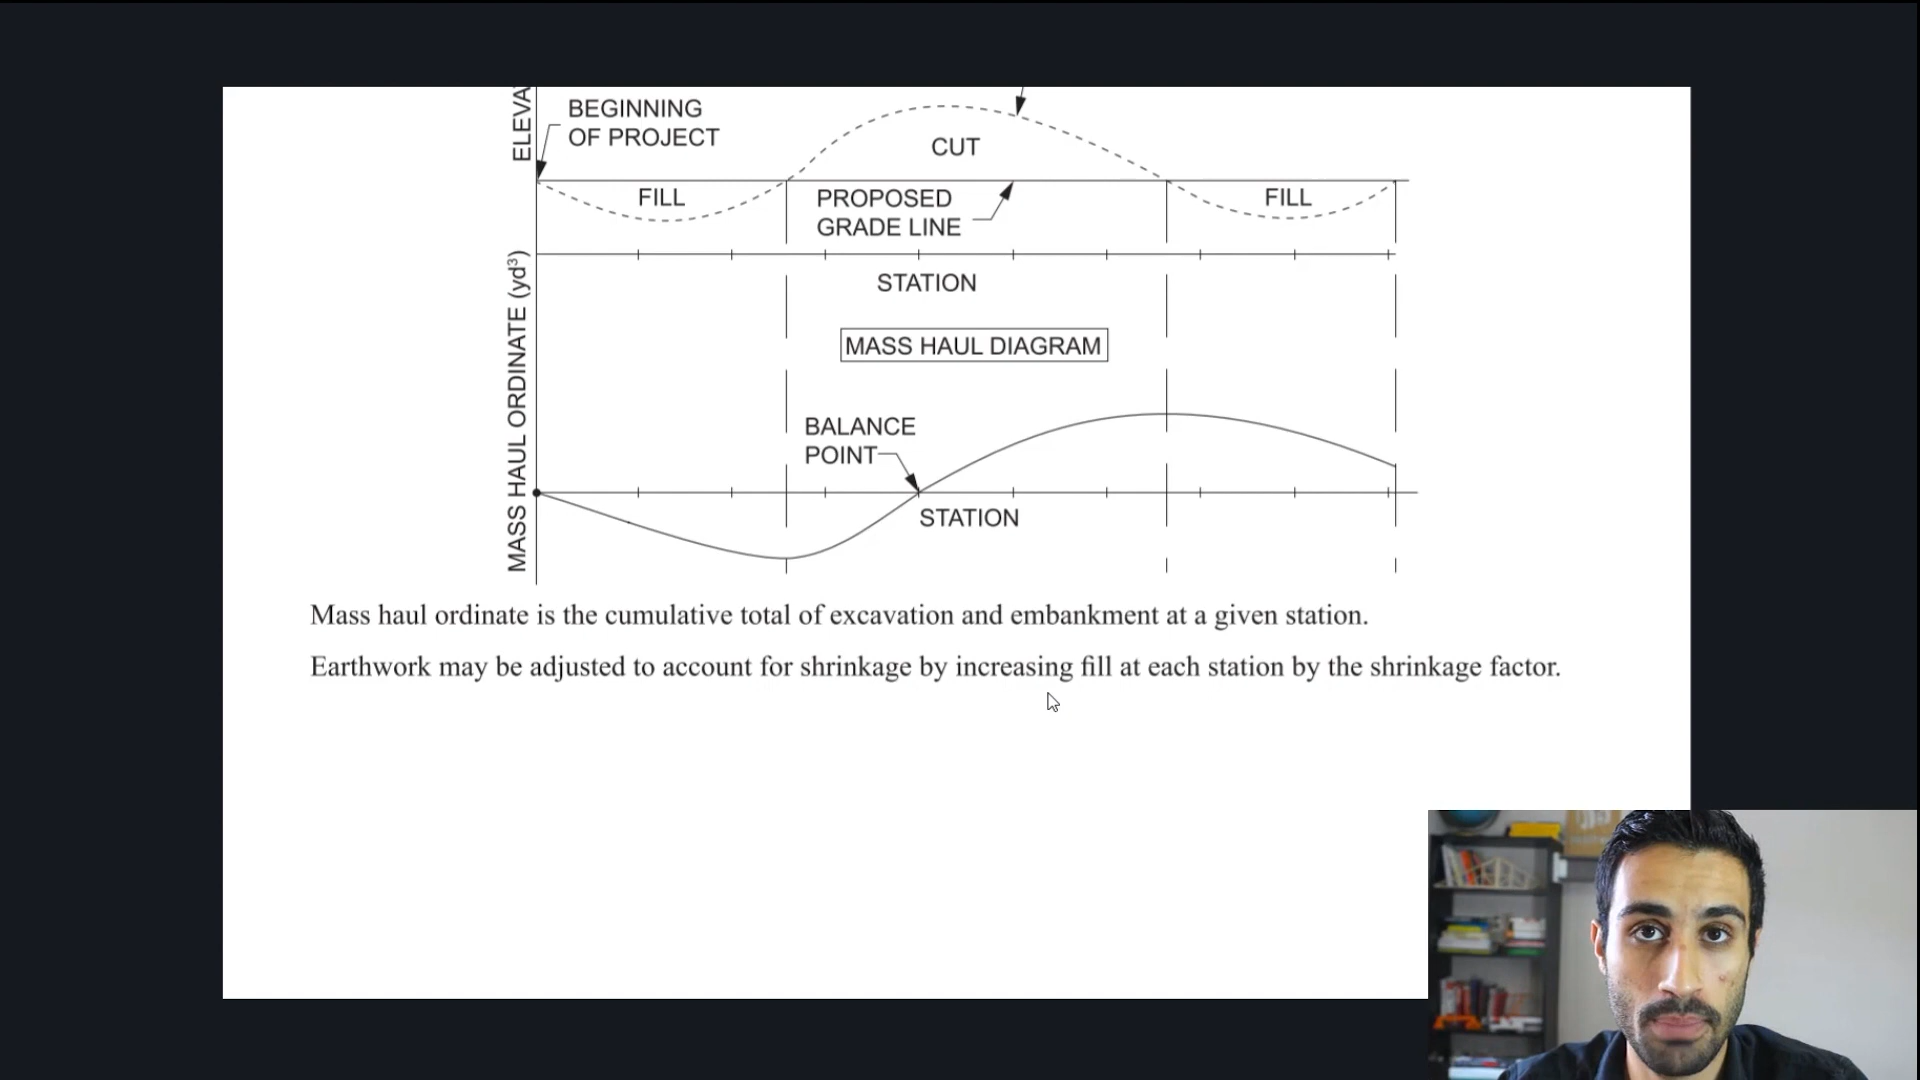 ELEVA
BEGINNING
OF PROJECT
CUT
FILL
PROPOSED
GRADE LINE
FILL
STATION
MASS HAUL DIAGRAM
MASS HAUL ORDINATE (yd³)
BALANCE
POINT
STATION
Mass haul ordinate is the cumulative total of excavation and embankment at a given station.
Earthwork may be adjusted to account for shrinkage by increasing fill at each station by the shrinkage factor.